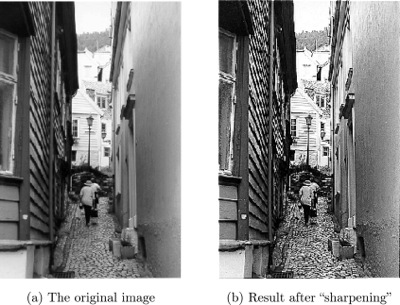 (a) The original image
(b) Result after “sharpening”